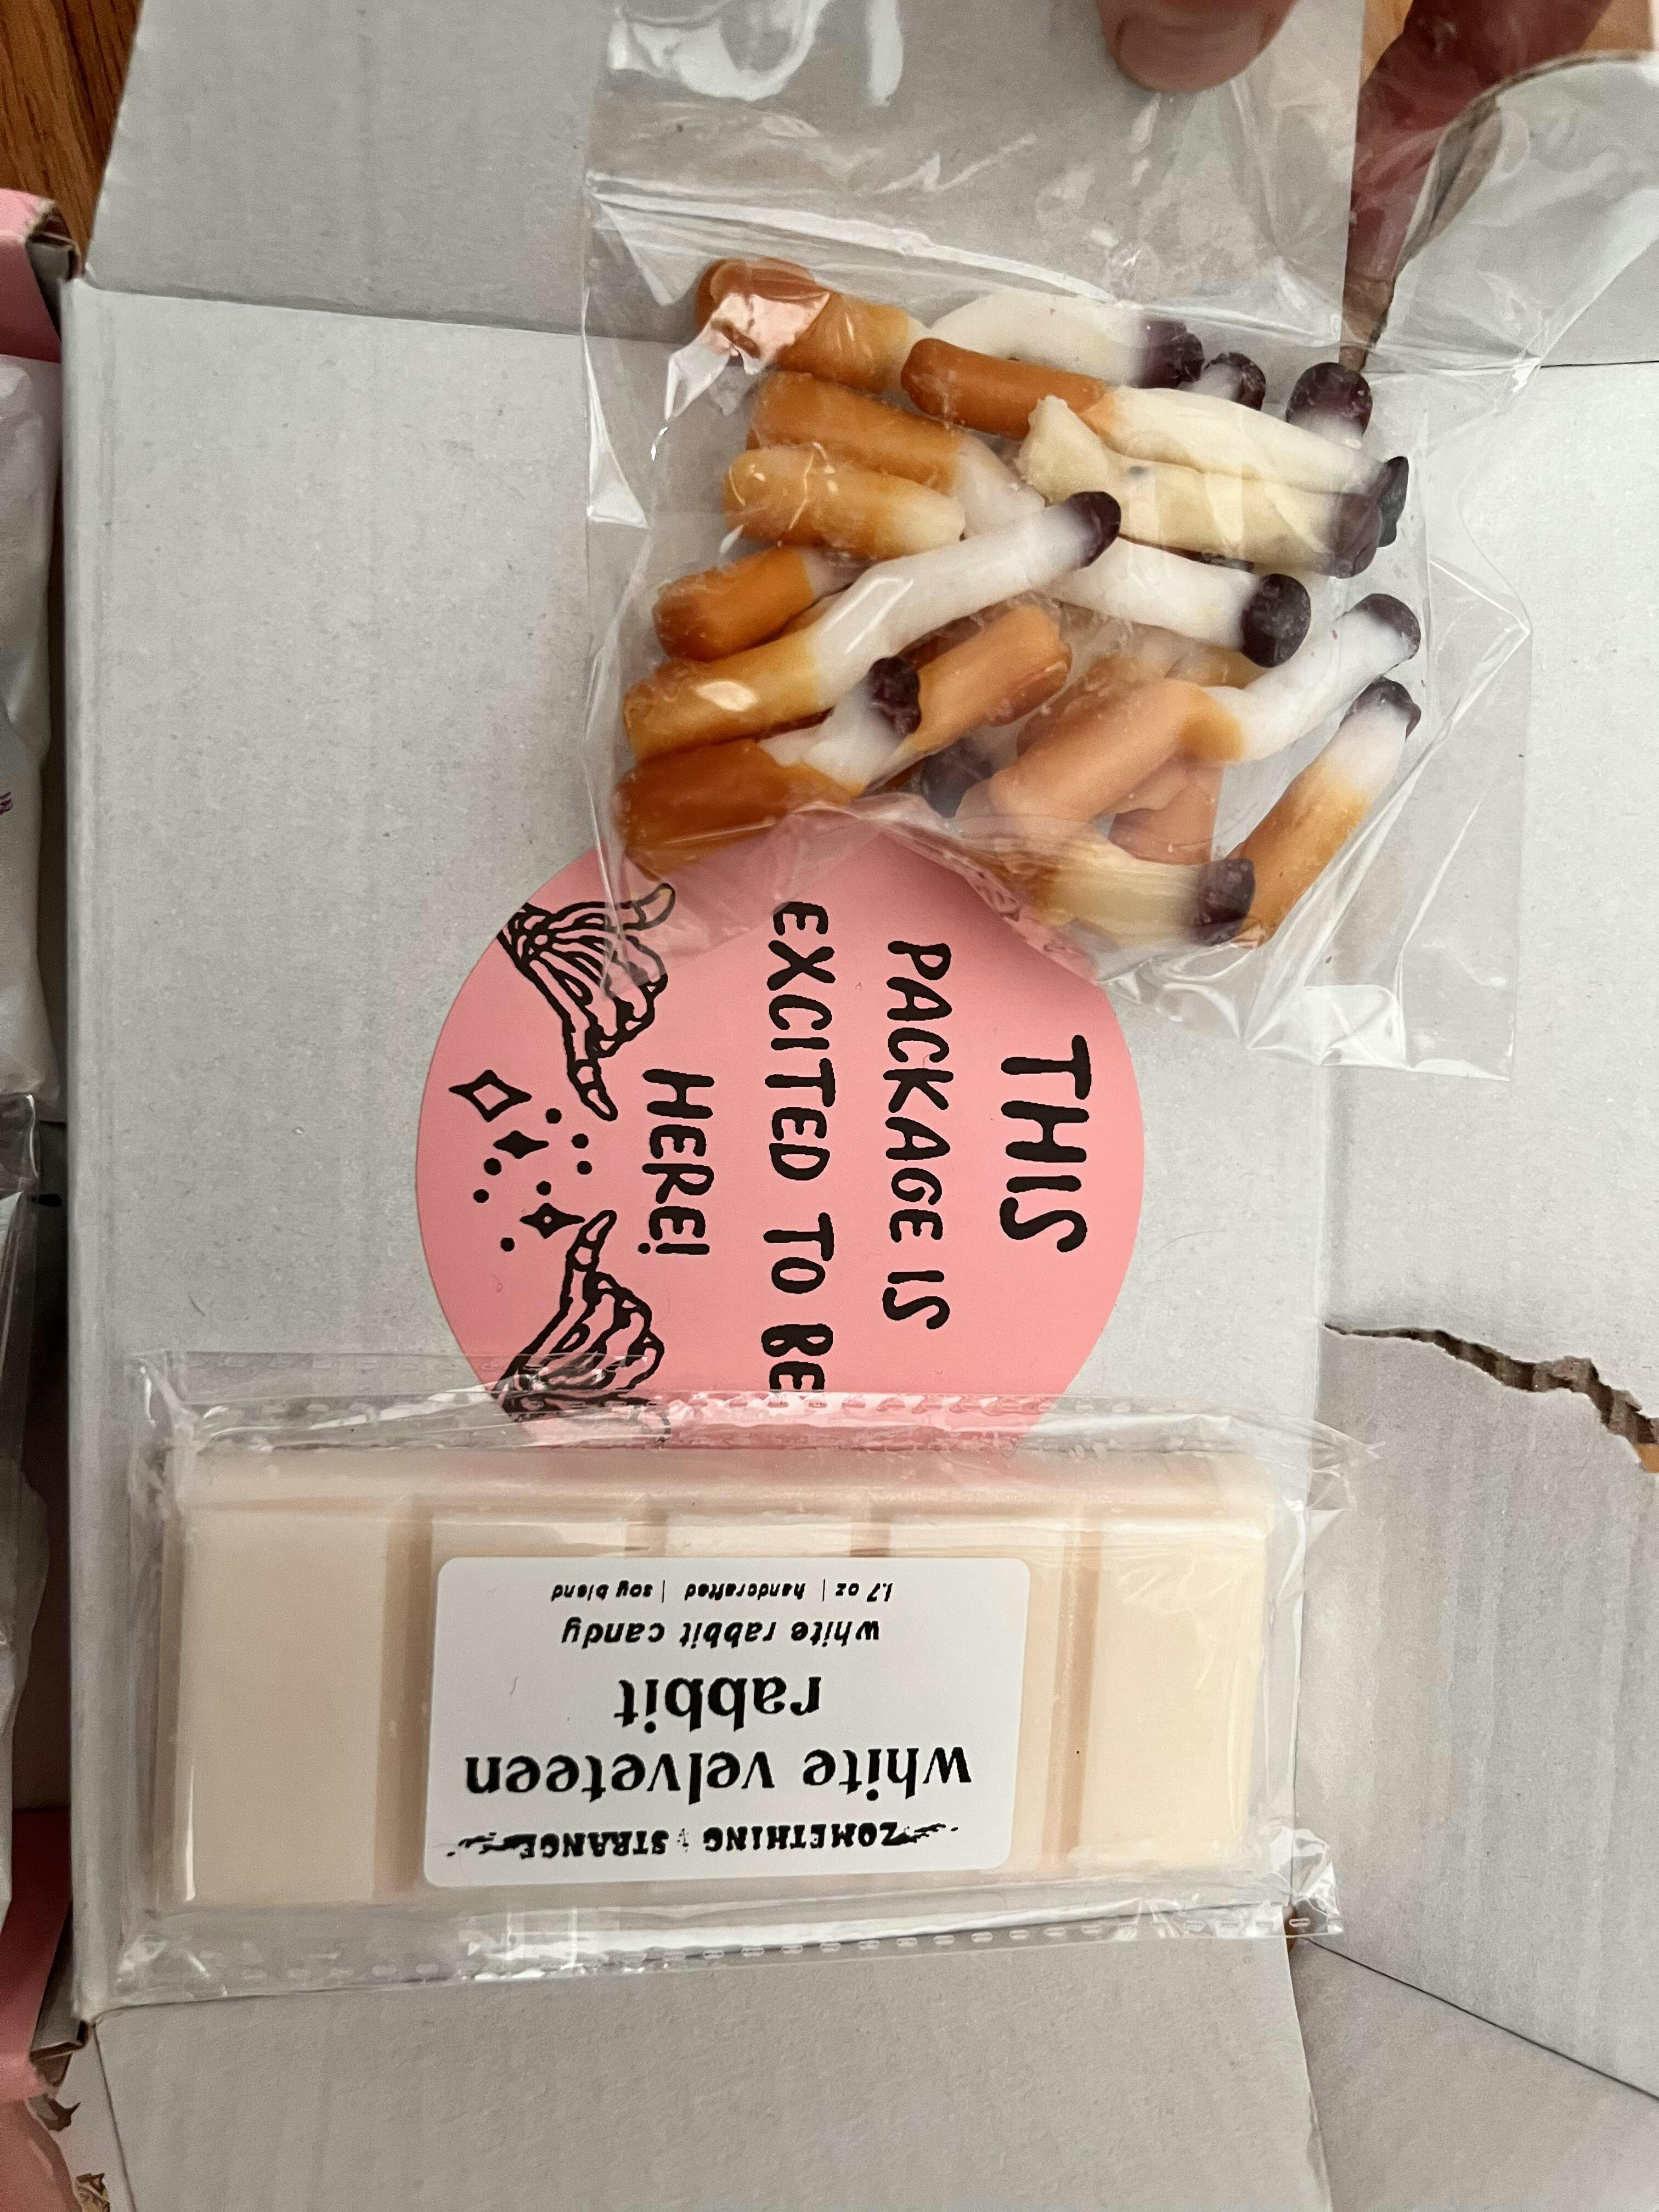 THIS
PACKAGE IS
EXCITED TO BE
HERE!
ZOMETHING STRANGE
white velveteen
rabbit
white rabbit candy
1.7 oz | handcrafted | soy blend